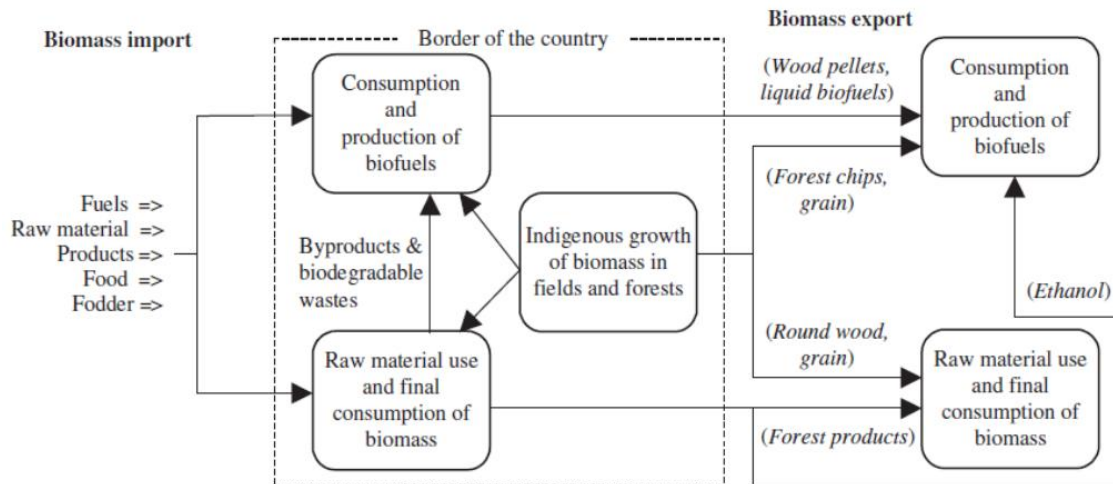 Biomass import
Border of the country
Biomass export
Consumption
and
production of
biofuels
(Wood pellets,
liquid biofuels)
Consumption
and
production of
biofuels
Fuels =>
Raw material =>
Products =>
Food =>
Fodder =>
Byproducts &
biodegradable
wastes
Indigenous growth
of biomass in
fields and forests
(Forest chips,
grain)
(Ethanol)
(Round wood,
grain)
Raw material use
and final
consumption of
biomass
(Forest products)
Raw material use
and final
consumption of
biomass